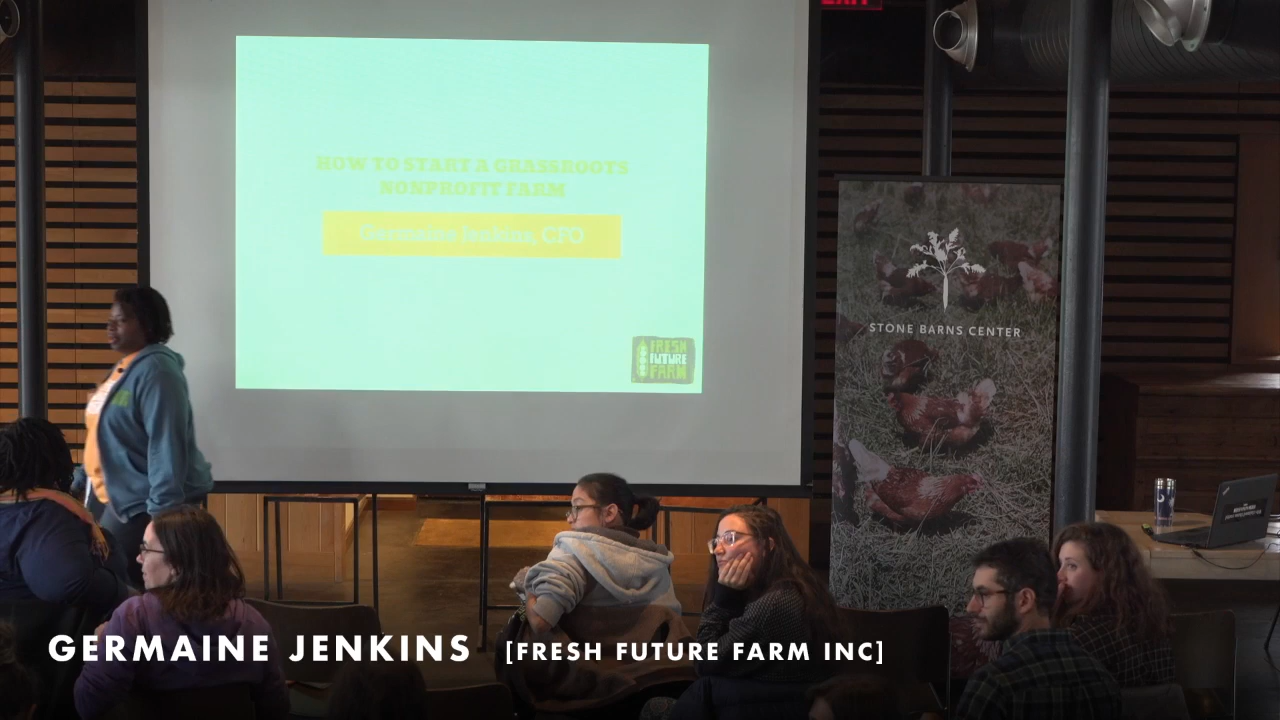 EXIT
HOW TO START A GRASSROOTS
NONPROFIT FARM
Germaine Jenkins, CFO
FRESH
FUTURE
FARM
STONE BARNS CENTER
GERMAINE JENKINS [FRESH FUTURE FARM INC]